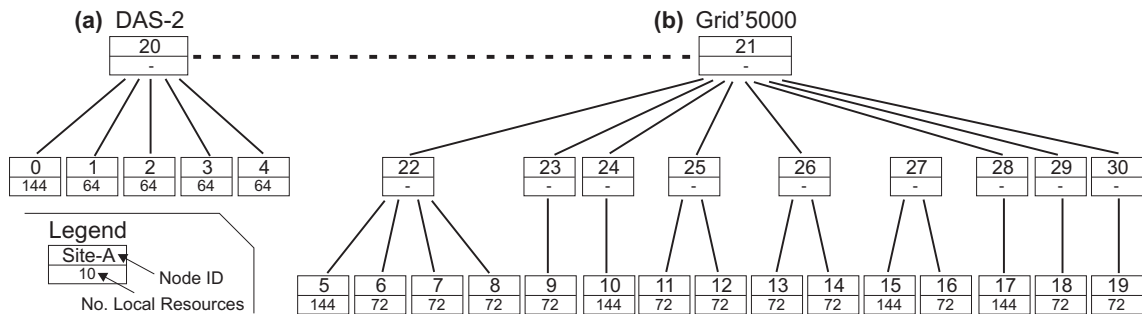 (a) DAS-2 (b) Grid'5000
20 21
- -
0 1 2 3 4 22 23 24 25 26 27 28 29 30
144 64 64 64 64 - - - - - - - - -
Legend
Site-A
10
Node ID
No. Local Resources
5 6 7 8 9 10 11 12 13 14 15 16 17 18 19
144 72 72 72 72 144 72 72 72 72 144 72 144 72 72